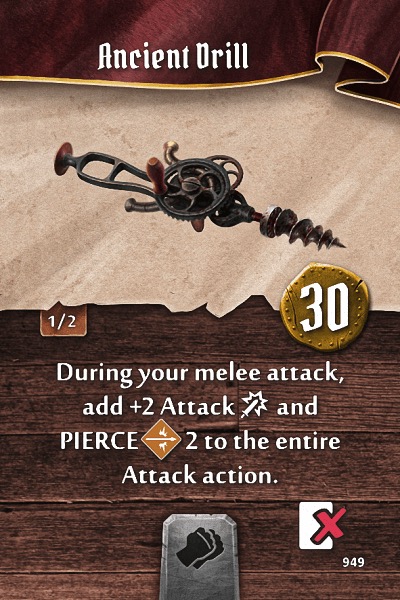 Ancient Drill
30
1/2
During your melee attack,
add +2 Attack and
PIERCE 2 to the entire
Attack action.
949